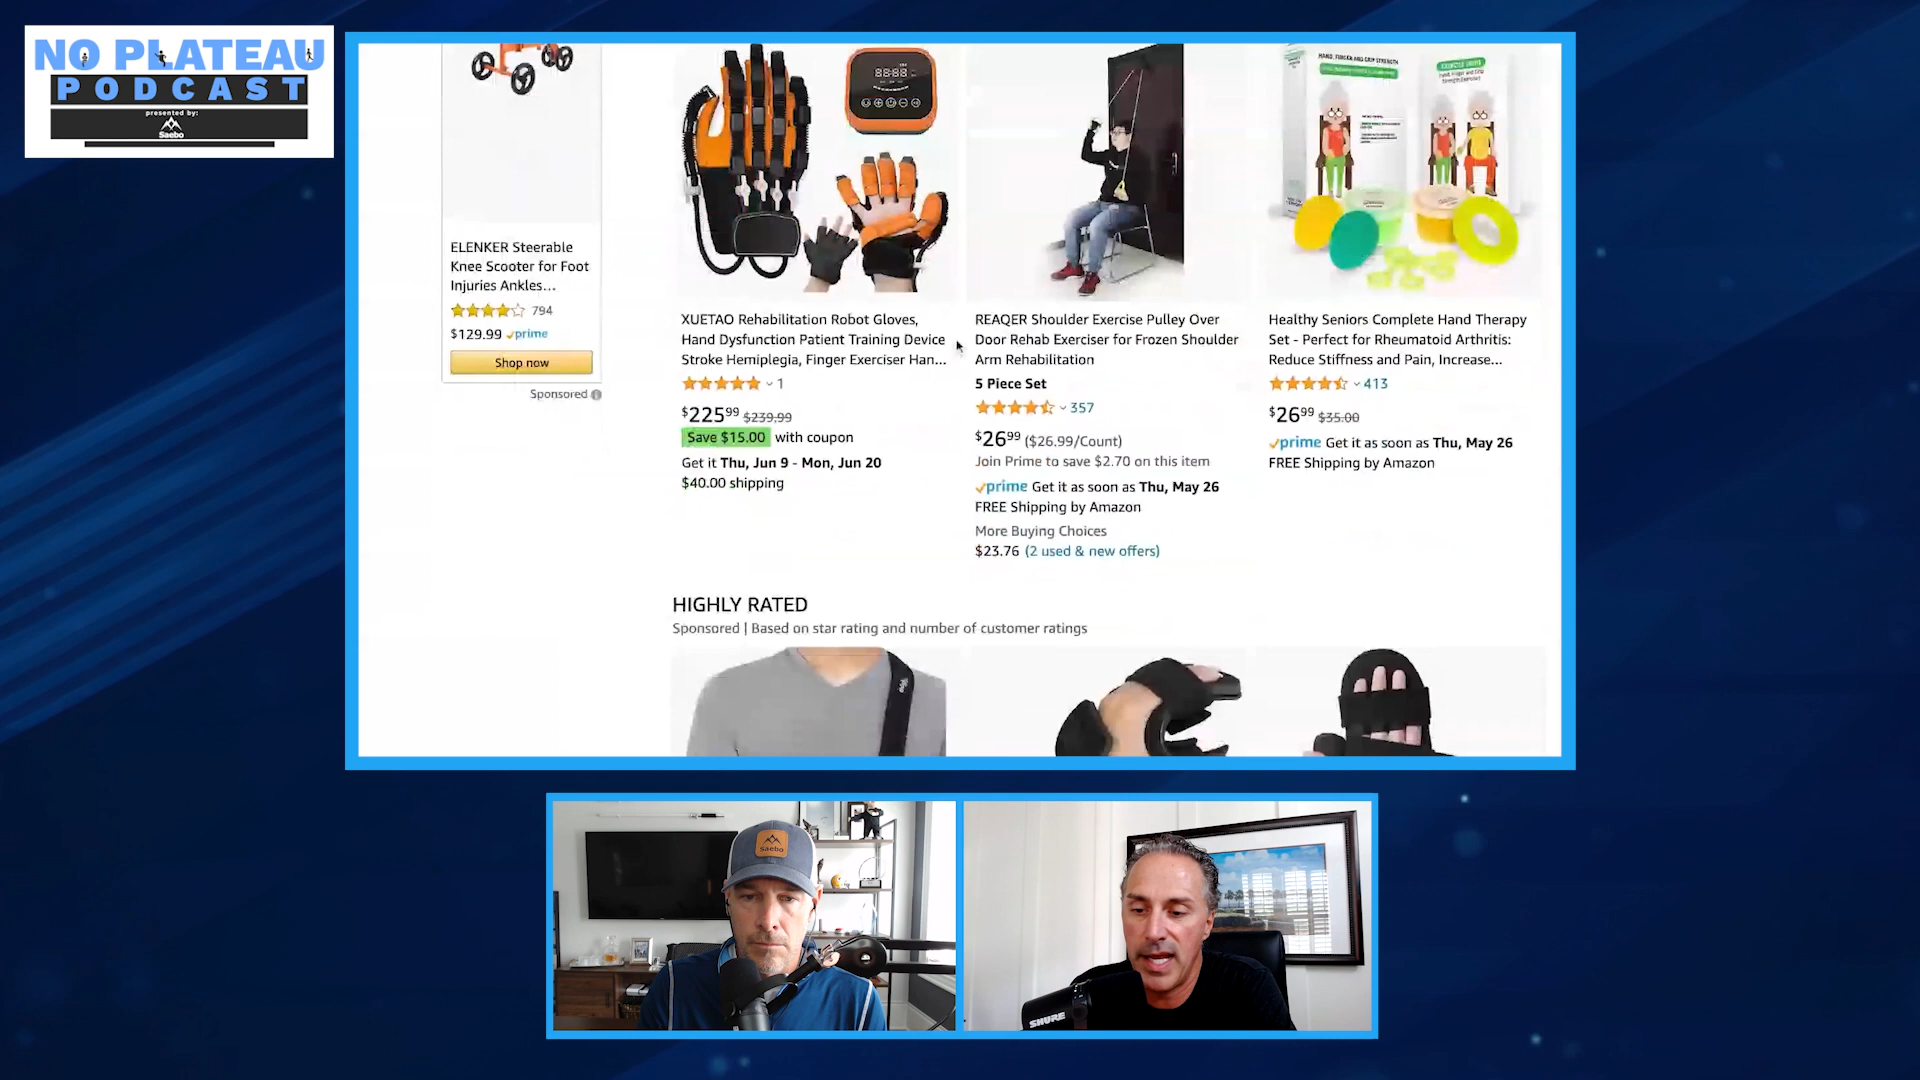 NO PLATEAU
PODCAST
presented by:
Saebo
ELENKER Steerable
Knee Scooter for Foot
Injuries Ankles...
794
$129.99 prime
Shop now
Sponsored
XUETAO Rehabilitation Robot Gloves,
Hand Dysfunction Patient Training Device
Stroke Hemiplegia, Finger Exerciser Han...
1
$225.99 $239.99
Save $15.00 with coupon
Get it Thu, Jun 9 - Mon, Jun 20
$40.00 shipping
REAQER Shoulder Exercise Pulley Over
Door Rehab Exerciser for Frozen Shoulder
Arm Rehabilitation
5 Piece Set
357
$26.99 ($26.99/Count)
Join Prime to save $2.70 on this item
prime Get it as soon as Thu, May 26
FREE Shipping by Amazon
More Buying Choices
$23.76 (2 used & new offers)
HAND, FINGER AND GRIP STRENGTH
Healthy Seniors Complete Hand Therapy
Set - Perfect for Rheumatoid Arthritis:
Reduce Stiffness and Pain, Increase...
413
$26.99 $35.00
prime Get it as soon as Thu, May 26
FREE Shipping by Amazon
HIGHLY RATED
Sponsored | Based on star rating and number of customer ratings
Saebo
SHURE